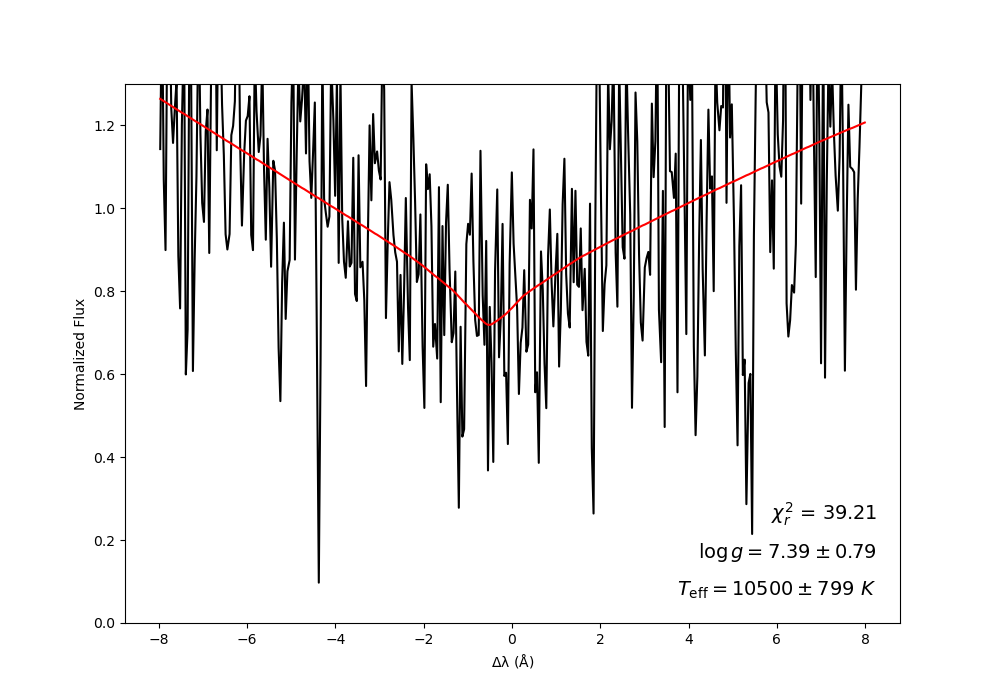 1.2
1.0
0.8
0.6
0.4
0.2
0.0
Normalized Flux
χ²ᵣ = 39.21
log g = 7.39 ± 0.79
T_eff = 10500 ± 799 K
−8 −6 −4 −2 0 2 4 6 8
Δλ (Å)